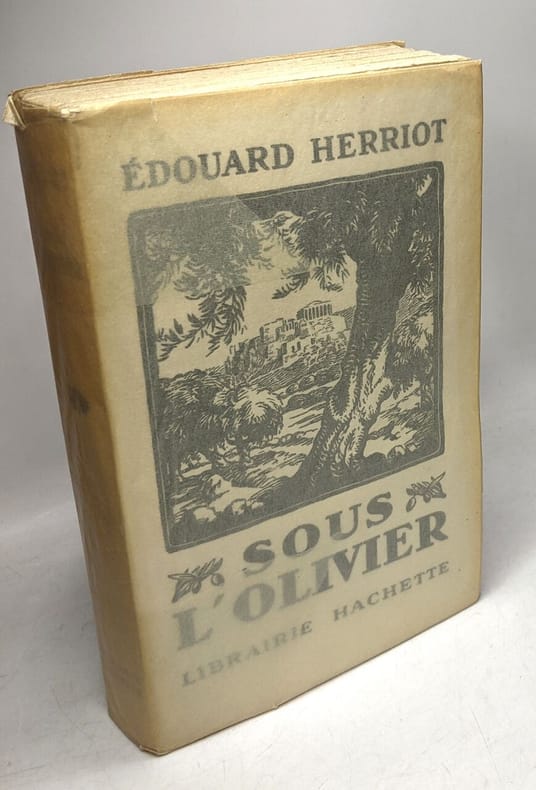 ÉDOUARD HERRIOT
SOUS
L'OLIVIER
LIBRAIRIE HACHETTE